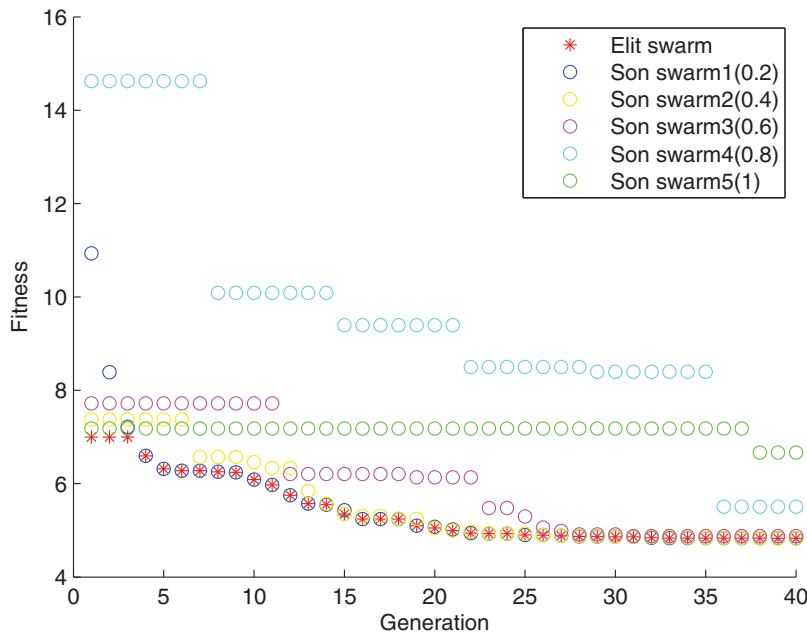 16
14
12
10
8
6
4
Fitness
0
5
10
15
20
25
30
35
40
Generation
Elit swarm
Son swarm1(0.2)
Son swarm2(0.4)
Son swarm3(0.6)
Son swarm4(0.8)
Son swarm5(1)